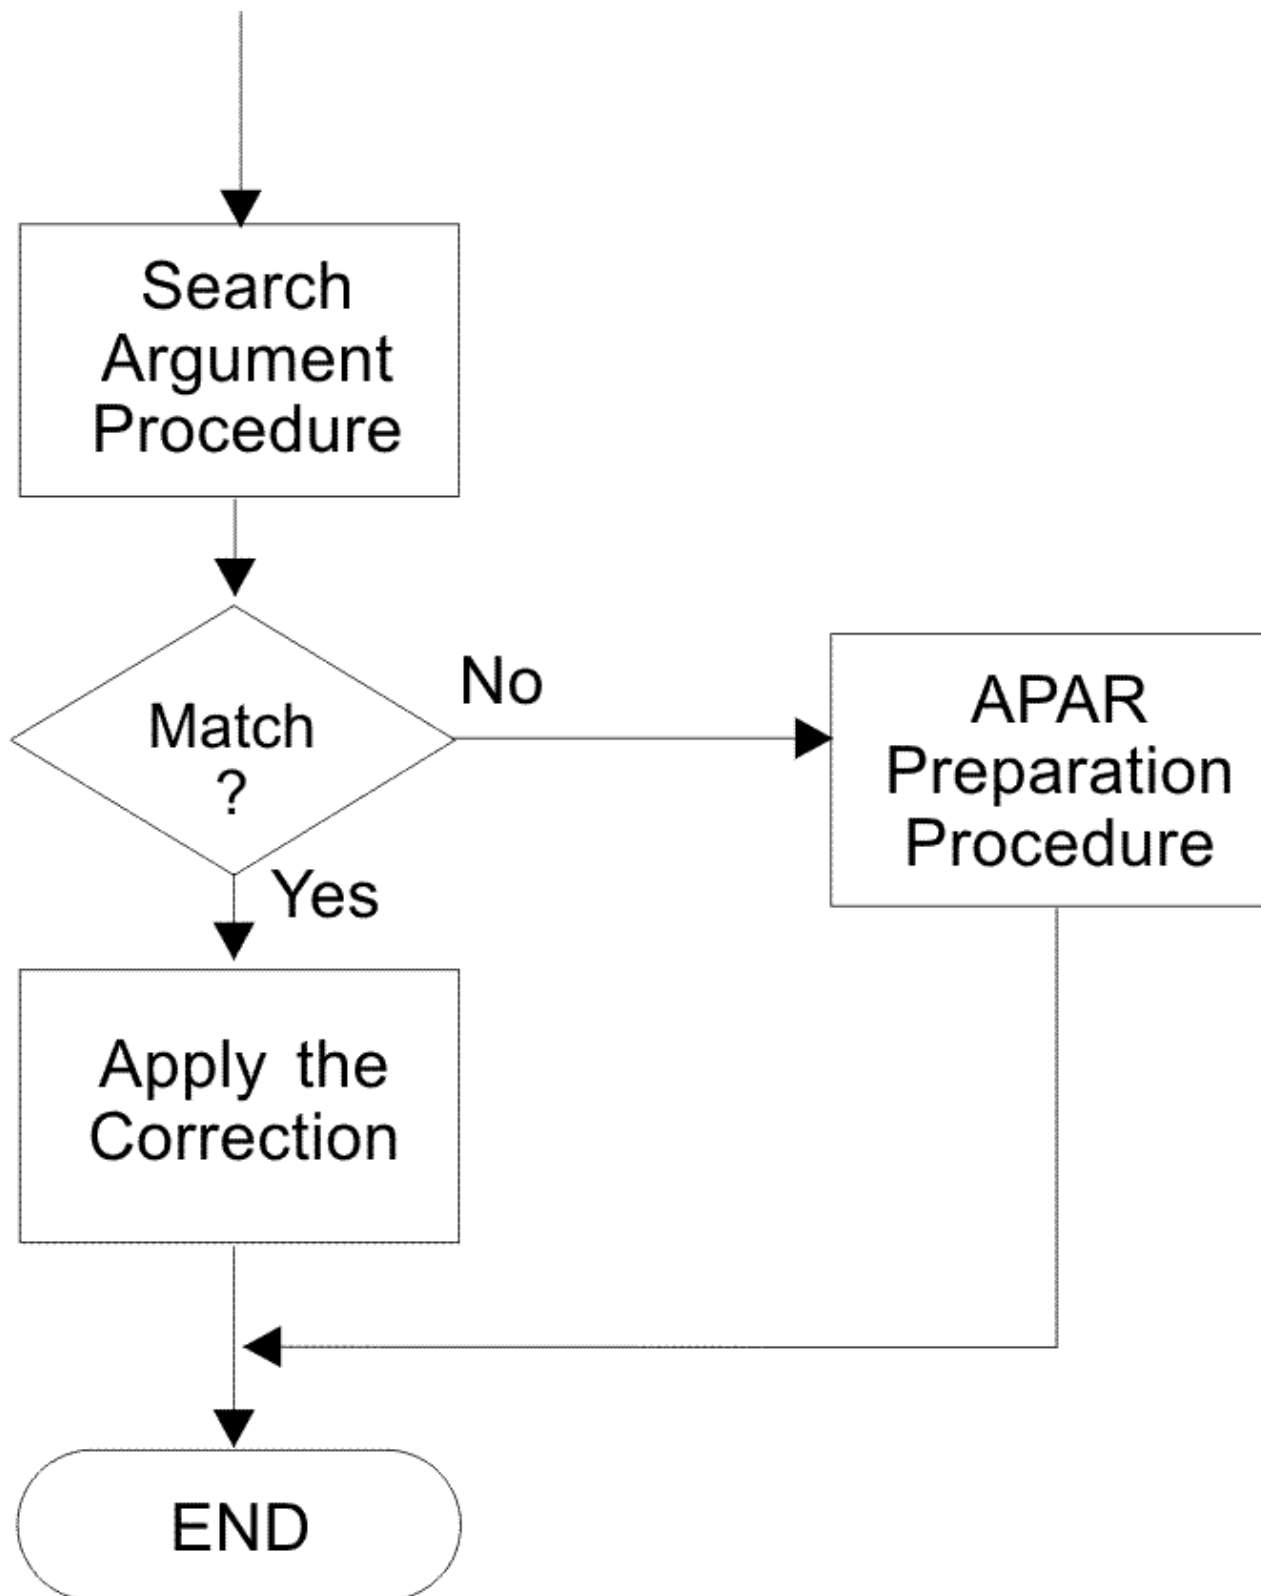 Search
Argument
Procedure
Match
?
No
APAR
Preparation
Procedure
Yes
Apply the
Correction
END